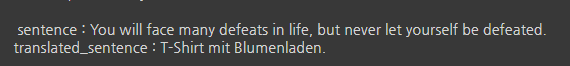 sentence : You will face many defeats in life, but never let yourself be defeated.
translated_sentence : T-Shirt mit Blumenladen.